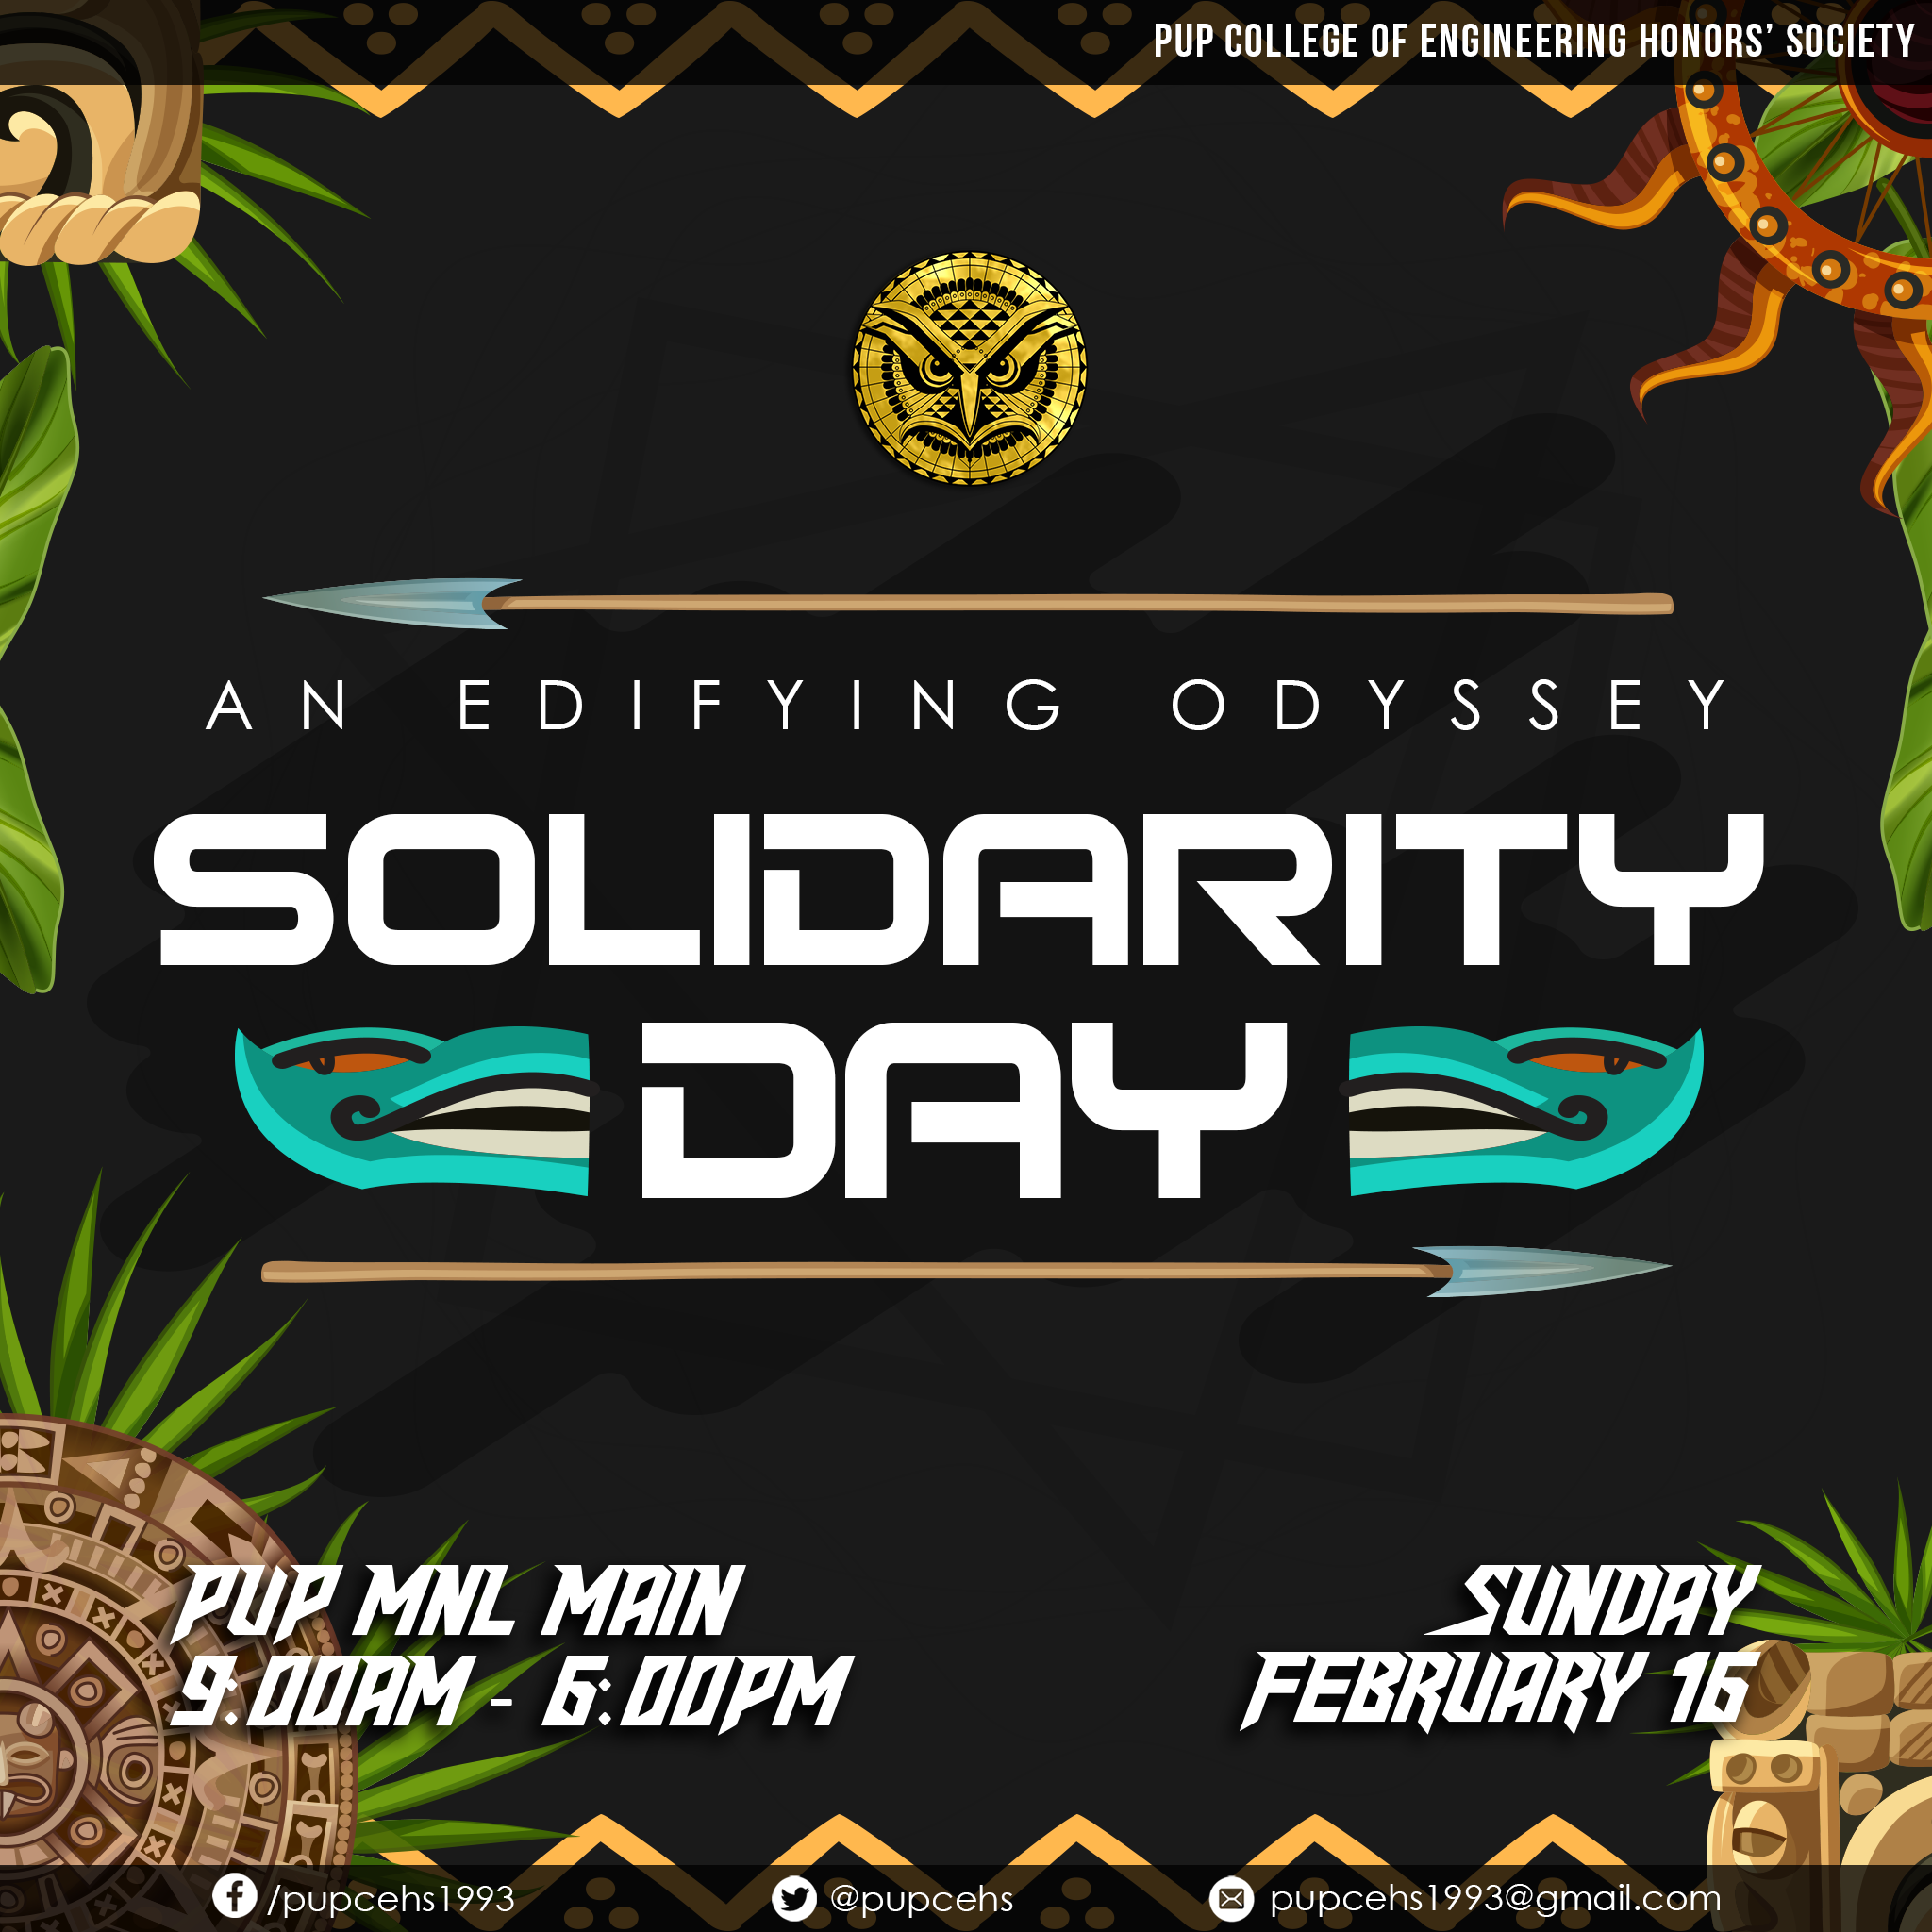 PUP COLLEGE OF ENGINEERING HONORS' SOCIETY
AN EDIFYING ODYSSEY
SOLIDARITY
DAY
PUP MNL MAIN
9:00AM - 6:00PM
SUNDAY
FEBRUARY 16
/pupcehs1993
@pupcehs
pupcehs1993@gmail.com